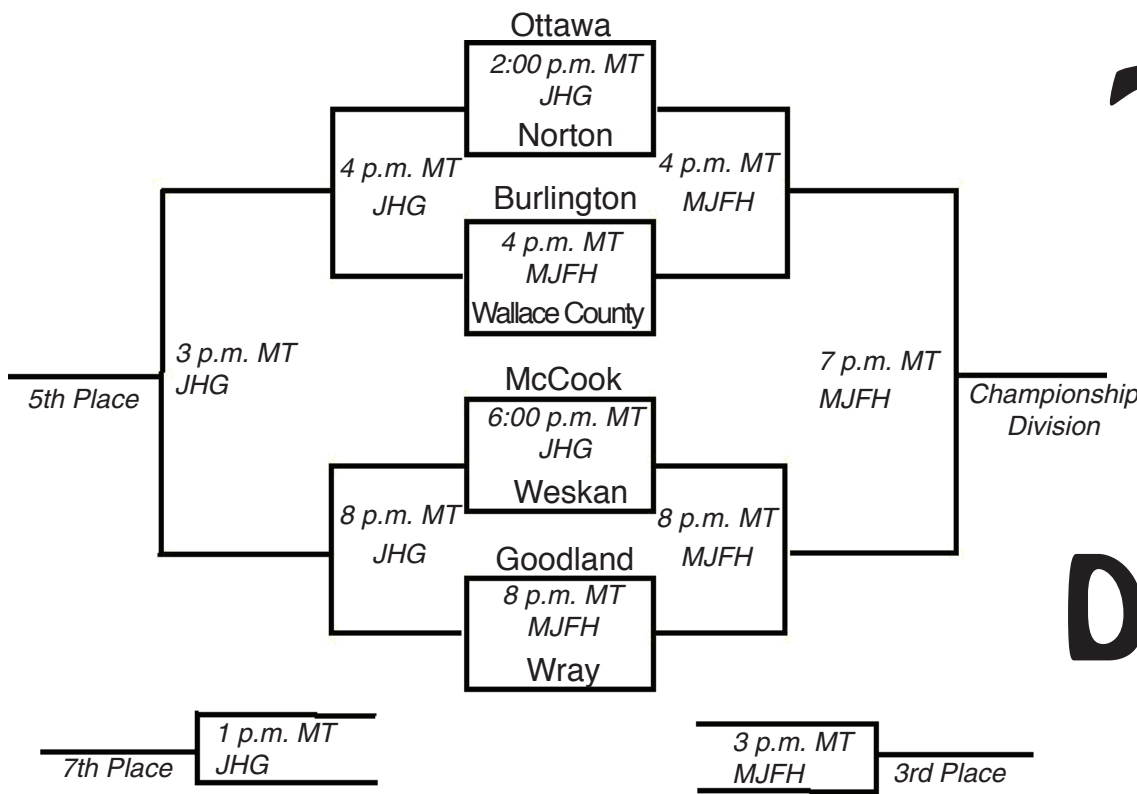 Ottawa
2:00 p.m. MT
JHG
Norton
4 p.m. MT
JHG
4 p.m. MT
MJFH
Burlington
4 p.m. MT
MJFH
Wallace County
3 p.m. MT
JHG
5th Place
7 p.m. MT
MJFH
Championship
Division
McCook
6:00 p.m. MT
JHG
Weskan
8 p.m. MT
JHG
8 p.m. MT
MJFH
Goodland
8 p.m. MT
MJFH
Wray
D
1 p.m. MT
JHG
7th Place
3 p.m. MT
MJFH
3rd Place